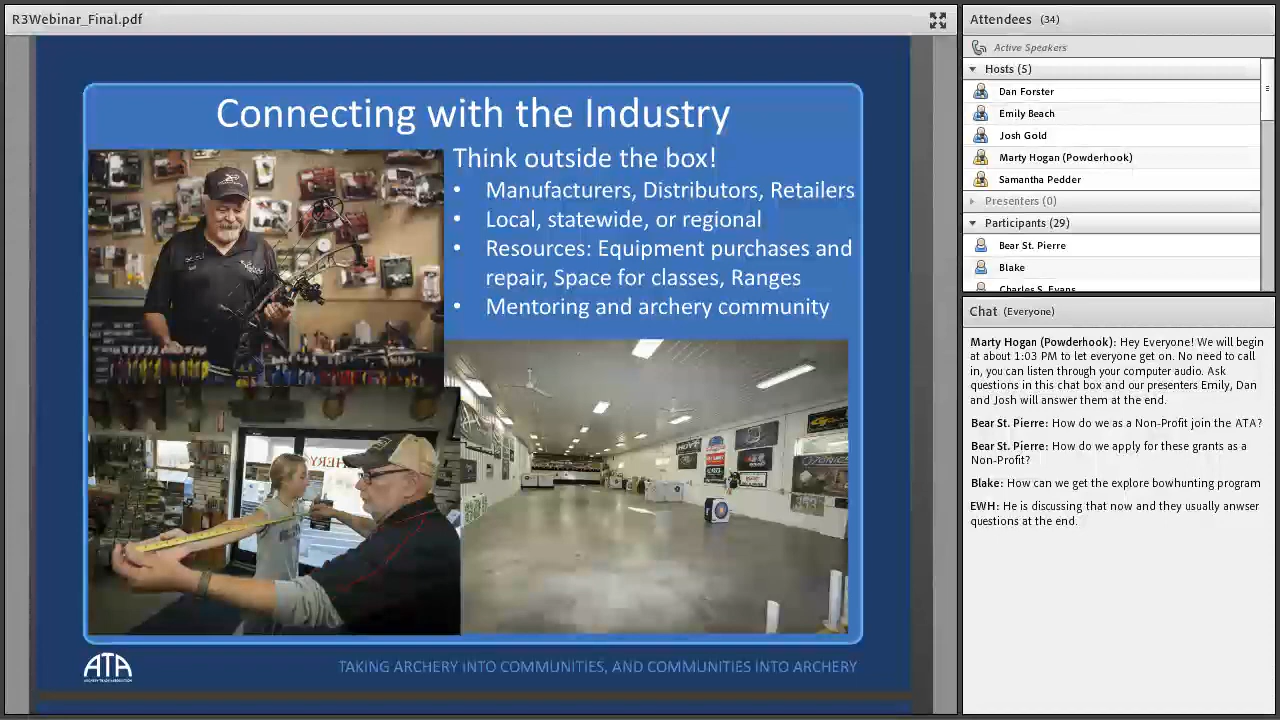 R3Webinar_Final.pdf
Connecting with the Industry
Think outside the box!
• Manufacturers, Distributors, Retailers
• Local, statewide, or regional
• Resources: Equipment purchases and
repair, Space for classes, Ranges
• Mentoring and archery community
ATA
ARCHERY TRADE ASSOCIATION
TAKING ARCHERY INTO COMMUNITIES, AND COMMUNITIES INTO ARCHERY
Attendees (34)
Active Speakers
Hosts (5)
Dan Forster
Emily Beach
Josh Gold
Marty Hogan (Powderhook)
Samantha Pedder
Presenters (0)
Participants (29)
Bear St. Pierre
Blake
Charles S. Evans
Chat (Everyone)
Marty Hogan (Powderhook): Hey Everyone! We will begin
at about 1:03 PM to let everyone get on. No need to call
in, you can listen through your computer audio. Ask
questions in this chat box and our presenters Emily, Dan
and Josh will answer them at the end.
Bear St. Pierre: How do we as a Non-Profit join the ATA?
Bear St. Pierre: How do we apply for these grants as a
Non-Profit?
Blake: How can we get the explore bowhunting program
EWH: He is discussing that now and they usually anwser
questions at the end.